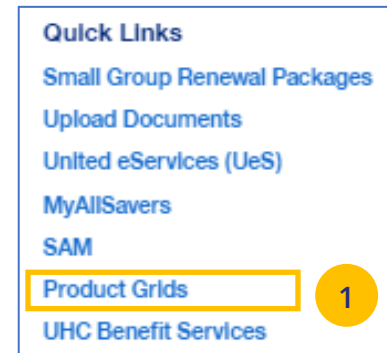 Quick Links
Small Group Renewal Packages
Upload Documents
United eServices (UeS)
MyAllSavers
SAM
Product Grids
1
UHC Benefit Services